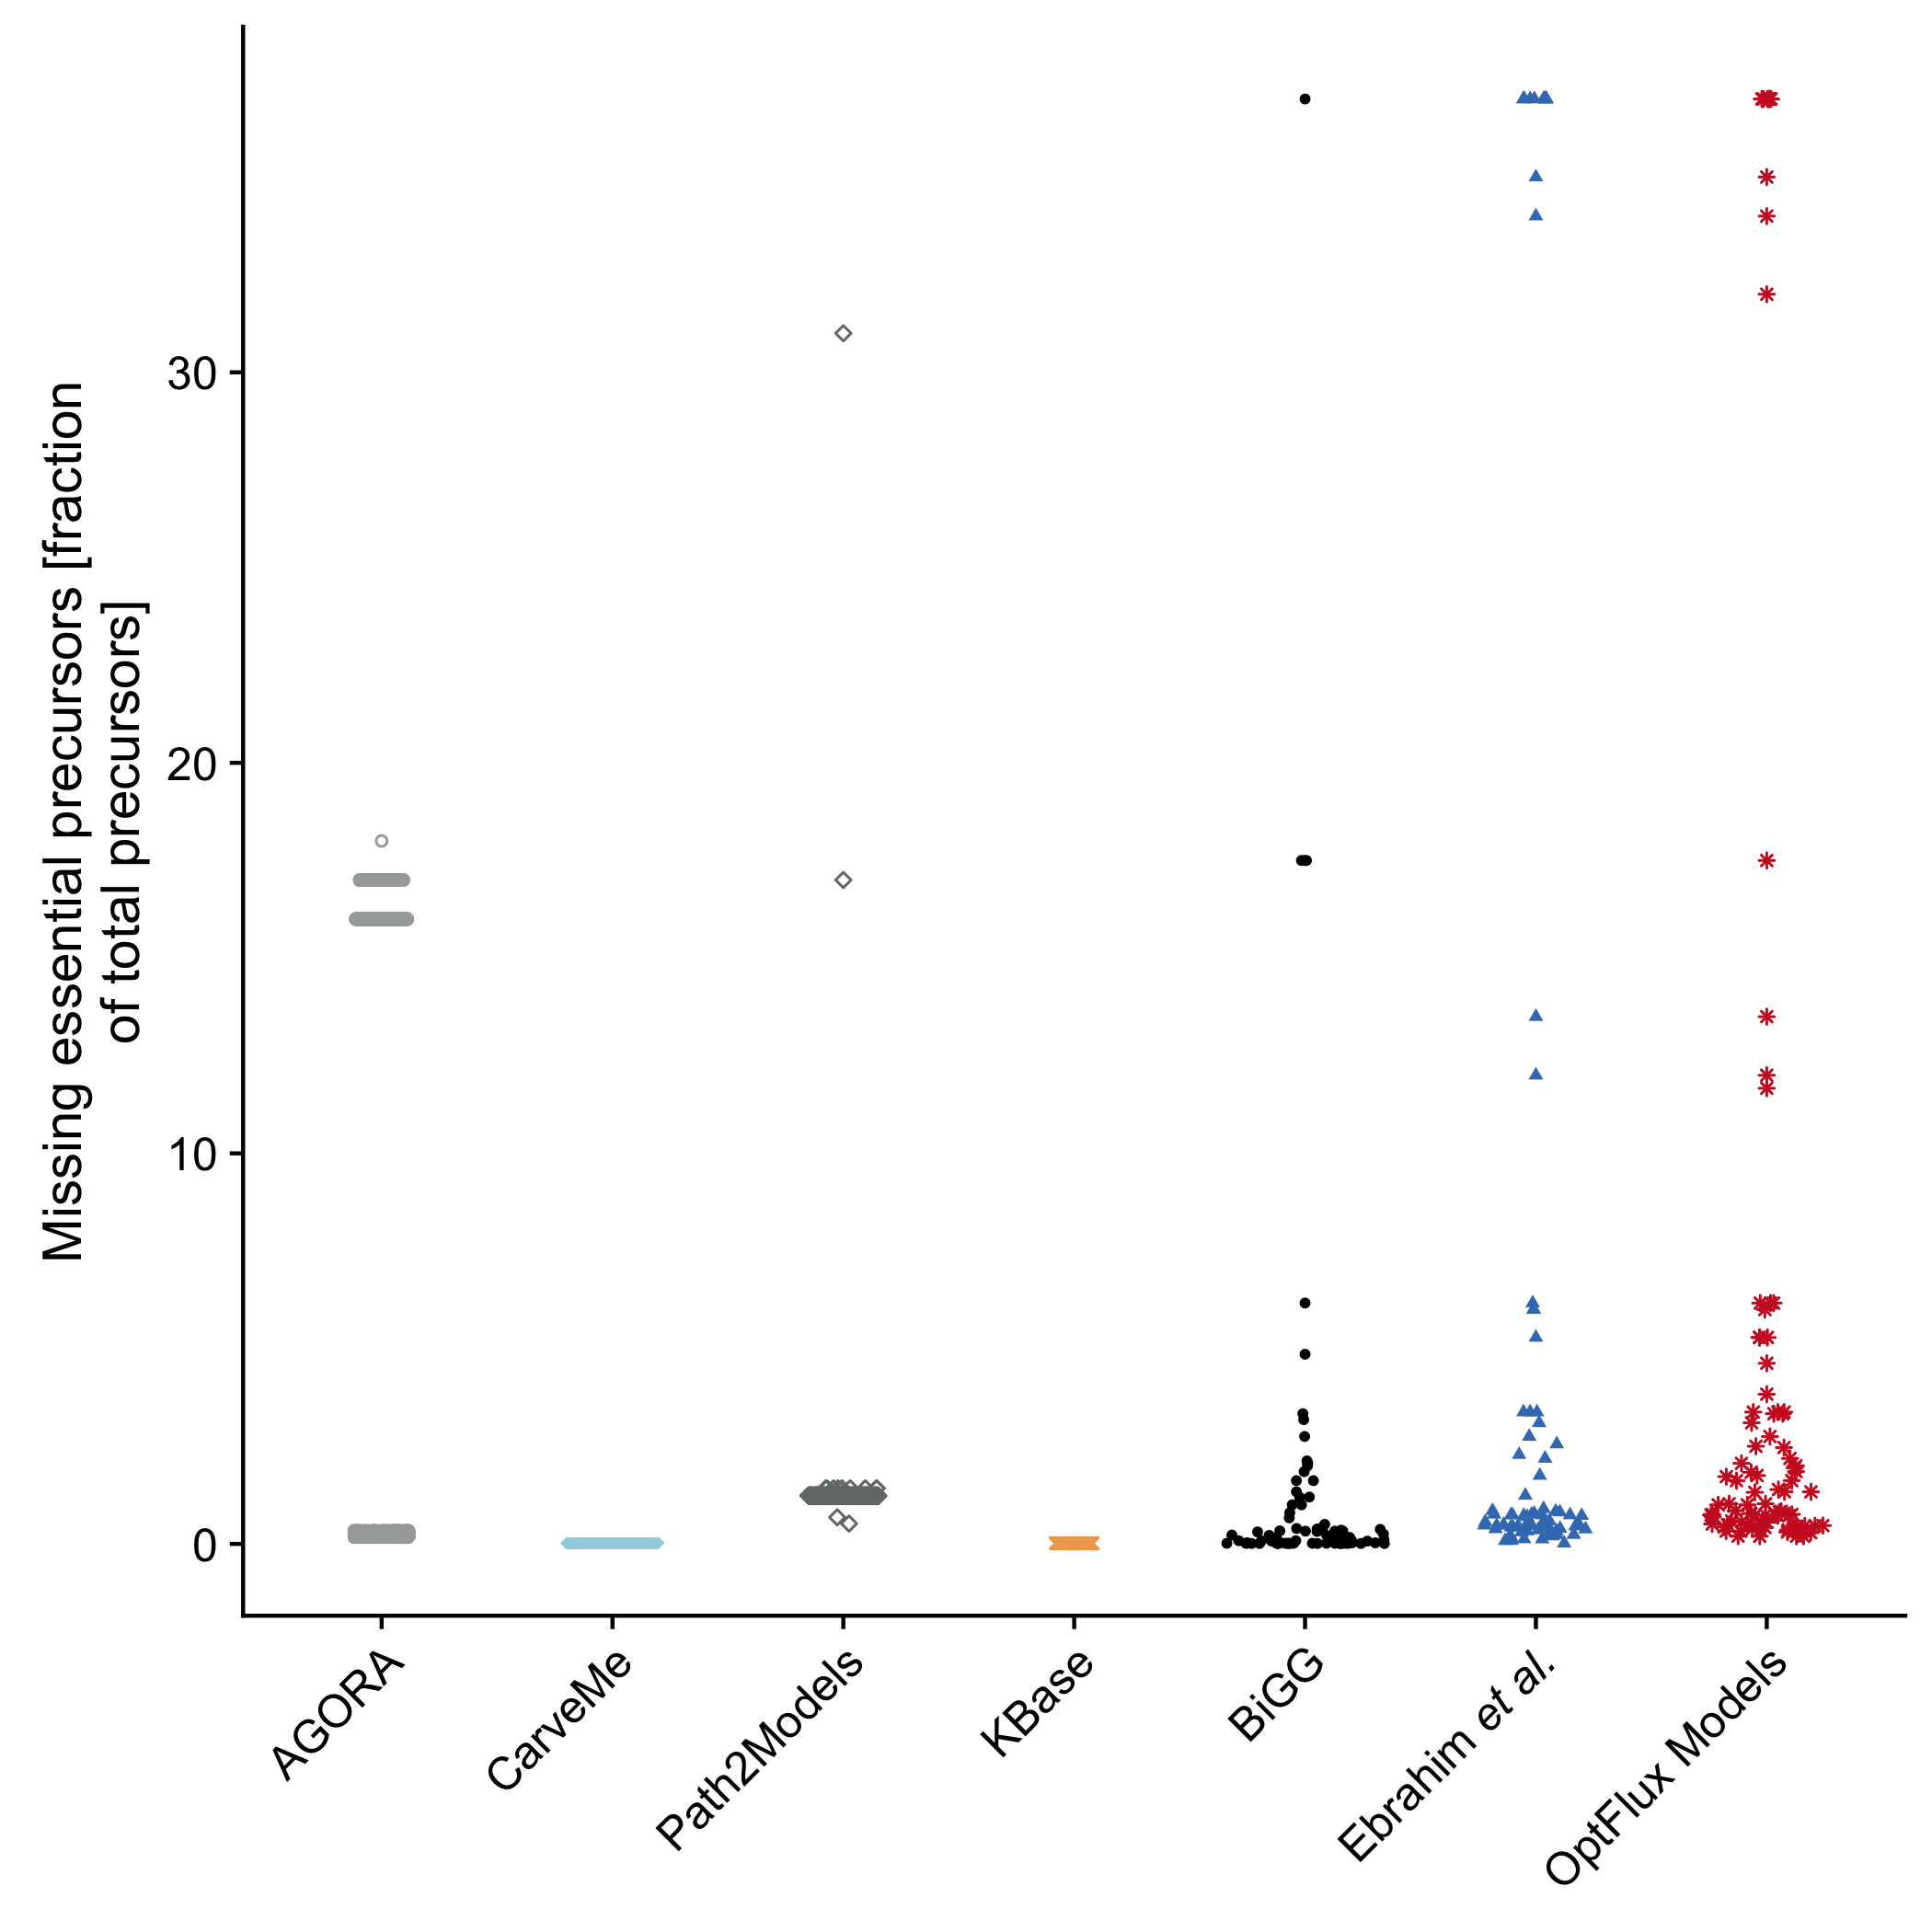 Missing essential precursors [fraction
of total precursors]
30
20
10
0
AGORA
CarveMe
Path2Models
KBase
BiGG
Ebrahim et al.
OptFlux Models